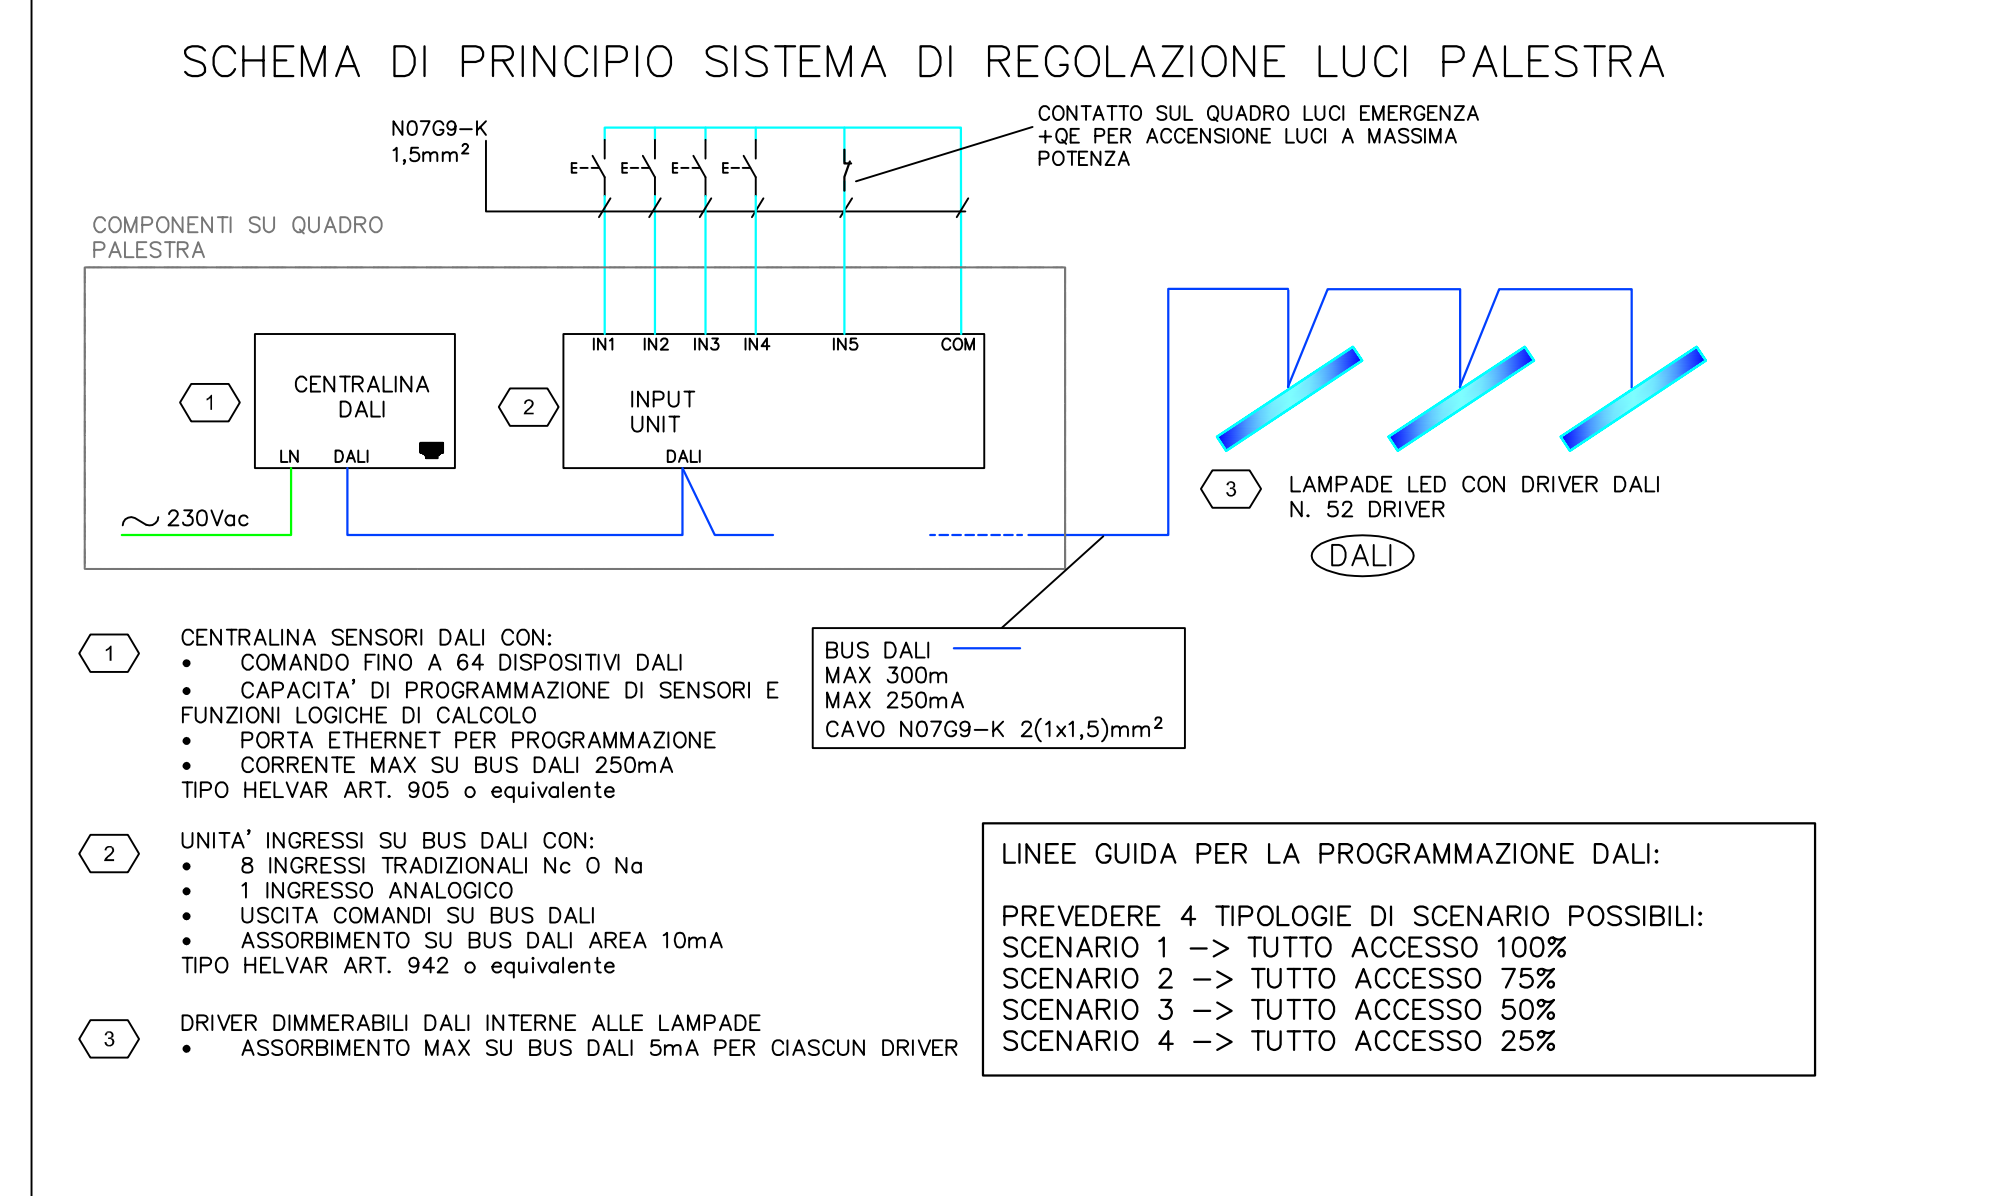 SCHEMA DI PRINCIPIO SISTEMA DI REGOLAZIONE LUCI PALESTRA
N07G9-K
1,5mm²
CONTATTO SUL QUADRO LUCI EMERGENZA
+QE PER ACCENSIONE LUCI A MASSIMA
POTENZA
E E E E
COMPONENTI SU QUADRO
PALESTRA
IN1 IN2 IN3 IN4 IN5 COM
1
CENTRALINA
DALI
LN DALI
2
INPUT
UNIT
DALI
230Vac
3
LAMPADE LED CON DRIVER DALI
N. 52 DRIVER
DALI
BUS DALI
MAX 300m
MAX 250mA
CAVO N07G9-K 2(1x1,5)mm²
1
CENTRALINA SENSORI DALI CON:
• COMANDO FINO A 64 DISPOSITIVI DALI
• CAPACITA' DI PROGRAMMAZIONE DI SENSORI E
FUNZIONI LOGICHE DI CALCOLO
• PORTA ETHERNET PER PROGRAMMAZIONE
• CORRENTE MAX SU BUS DALI 250mA
TIPO HELVAR ART. 905 o equivalente
2
UNITA' INGRESSI SU BUS DALI CON:
• 8 INGRESSI TRADIZIONALI Nc O Na
• 1 INGRESSO ANALOGICO
• USCITA COMANDI SU BUS DALI
• ASSORBIMENTO SU BUS DALI AREA 10mA
TIPO HELVAR ART. 942 o equivalente
3
DRIVER DIMMERABILI DALI INTERNE ALLE LAMPADE
• ASSORBIMENTO MAX SU BUS DALI 5mA PER CIASCUN DRIVER
LINEE GUIDA PER LA PROGRAMMAZIONE DALI:
PREVEDERE 4 TIPOLOGIE DI SCENARIO POSSIBILI:
SCENARIO 1 -> TUTTO ACCESSO 100%
SCENARIO 2 -> TUTTO ACCESSO 75%
SCENARIO 3 -> TUTTO ACCESSO 50%
SCENARIO 4 -> TUTTO ACCESSO 25%